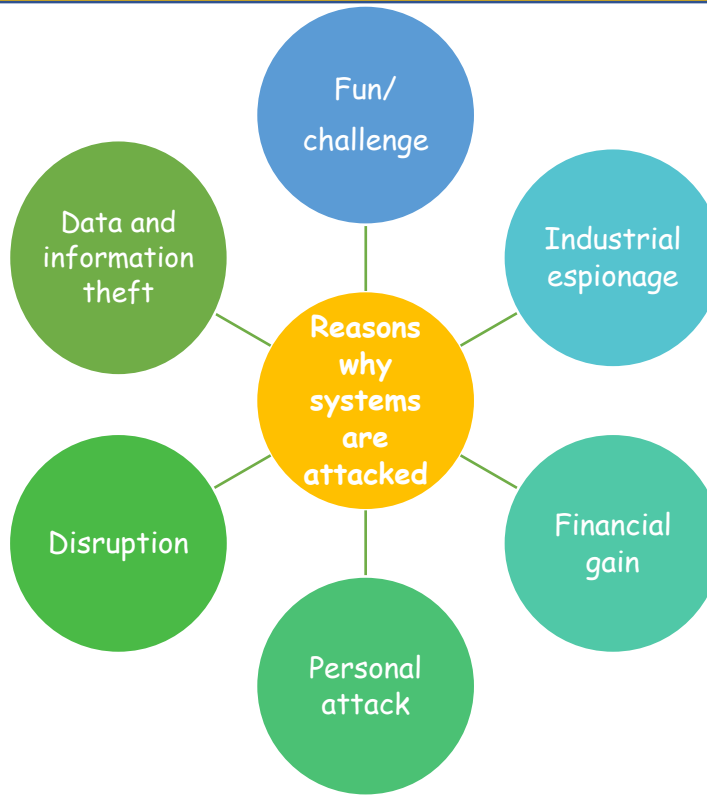 Fun/
challenge
Industrial
espionage
Financial
gain
Personal
attack
Disruption
Data and
information
theft
Reasons
why
systems
are
attacked